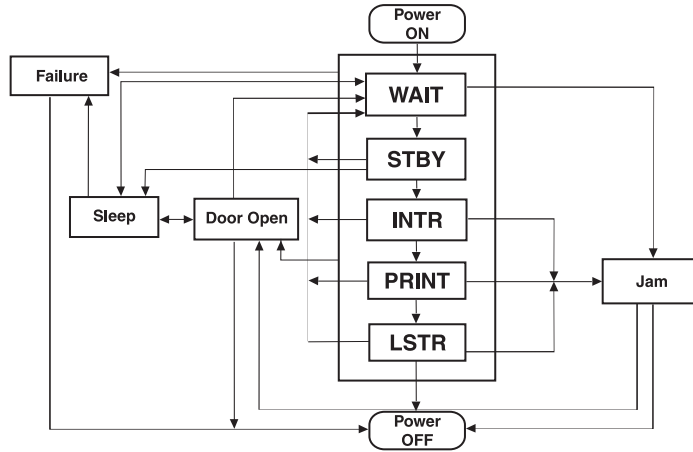 Power
ON
Failure
WAIT
STBY
Sleep
Door Open
INTR
PRINT
Jam
LSTR
Power
OFF